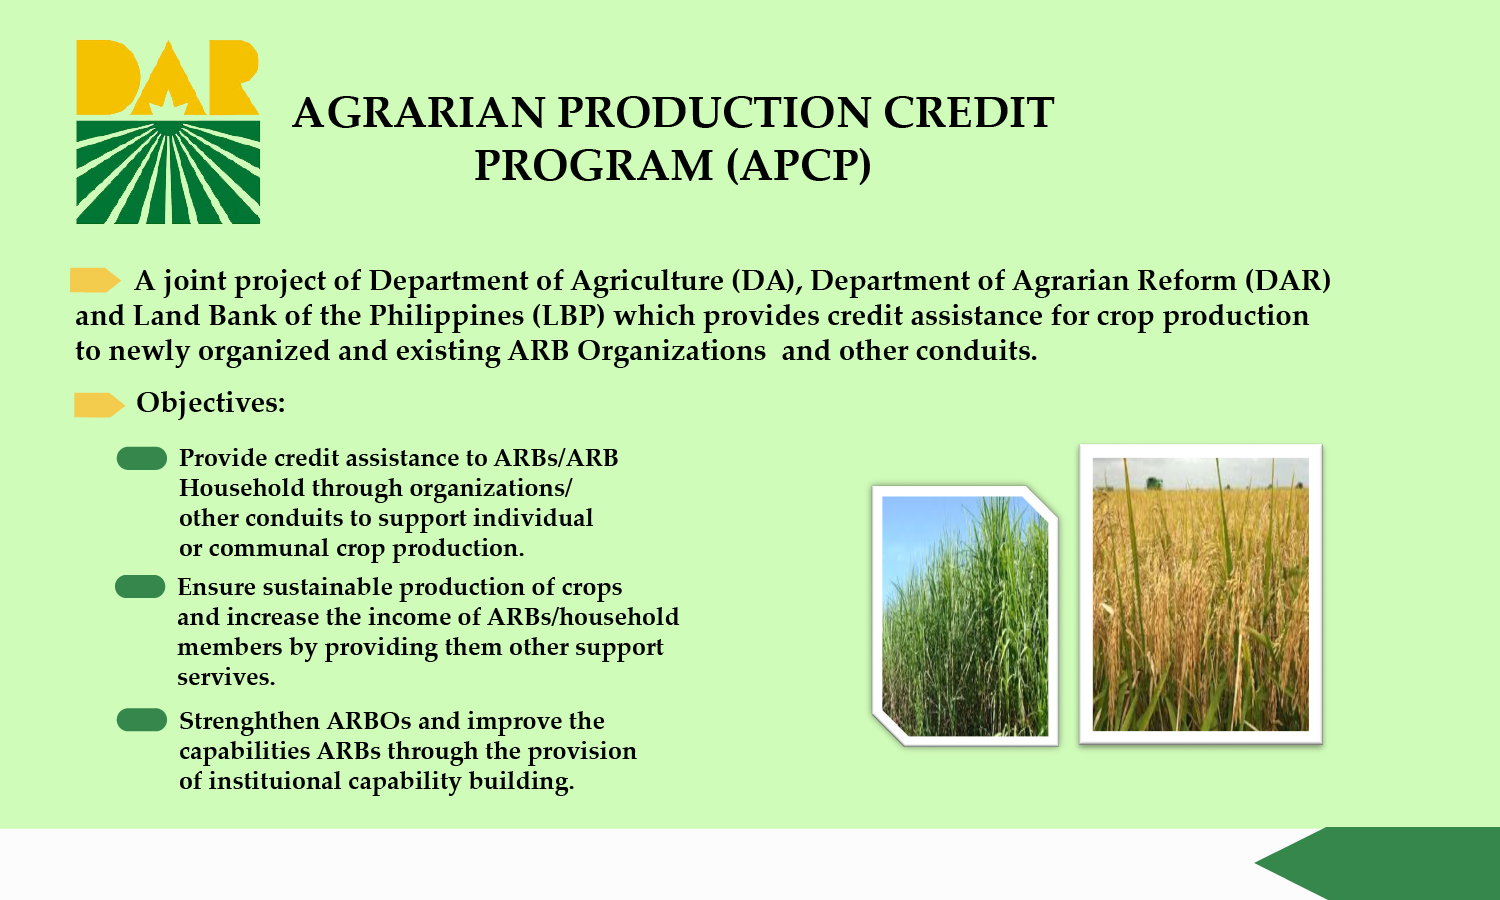 DAR
AGRARIAN PRODUCTION CREDIT
PROGRAM (APCP)
A joint project of Department of Agriculture (DA), Department of Agrarian Reform (DAR)
and Land Bank of the Philippines (LBP) which provides credit assistance for crop production
to newly organized and existing ARB Organizations and other conduits.
Objectives:
Provide credit assistance to ARBs/ARB
Household through organizations/
other conduits to support individual
or communal crop production.
Ensure sustainable production of crops
and increase the income of ARBs/household
members by providing them other support
servives.
Strenghthen ARBOs and improve the
capabilities ARBs through the provision
of instituional capability building.